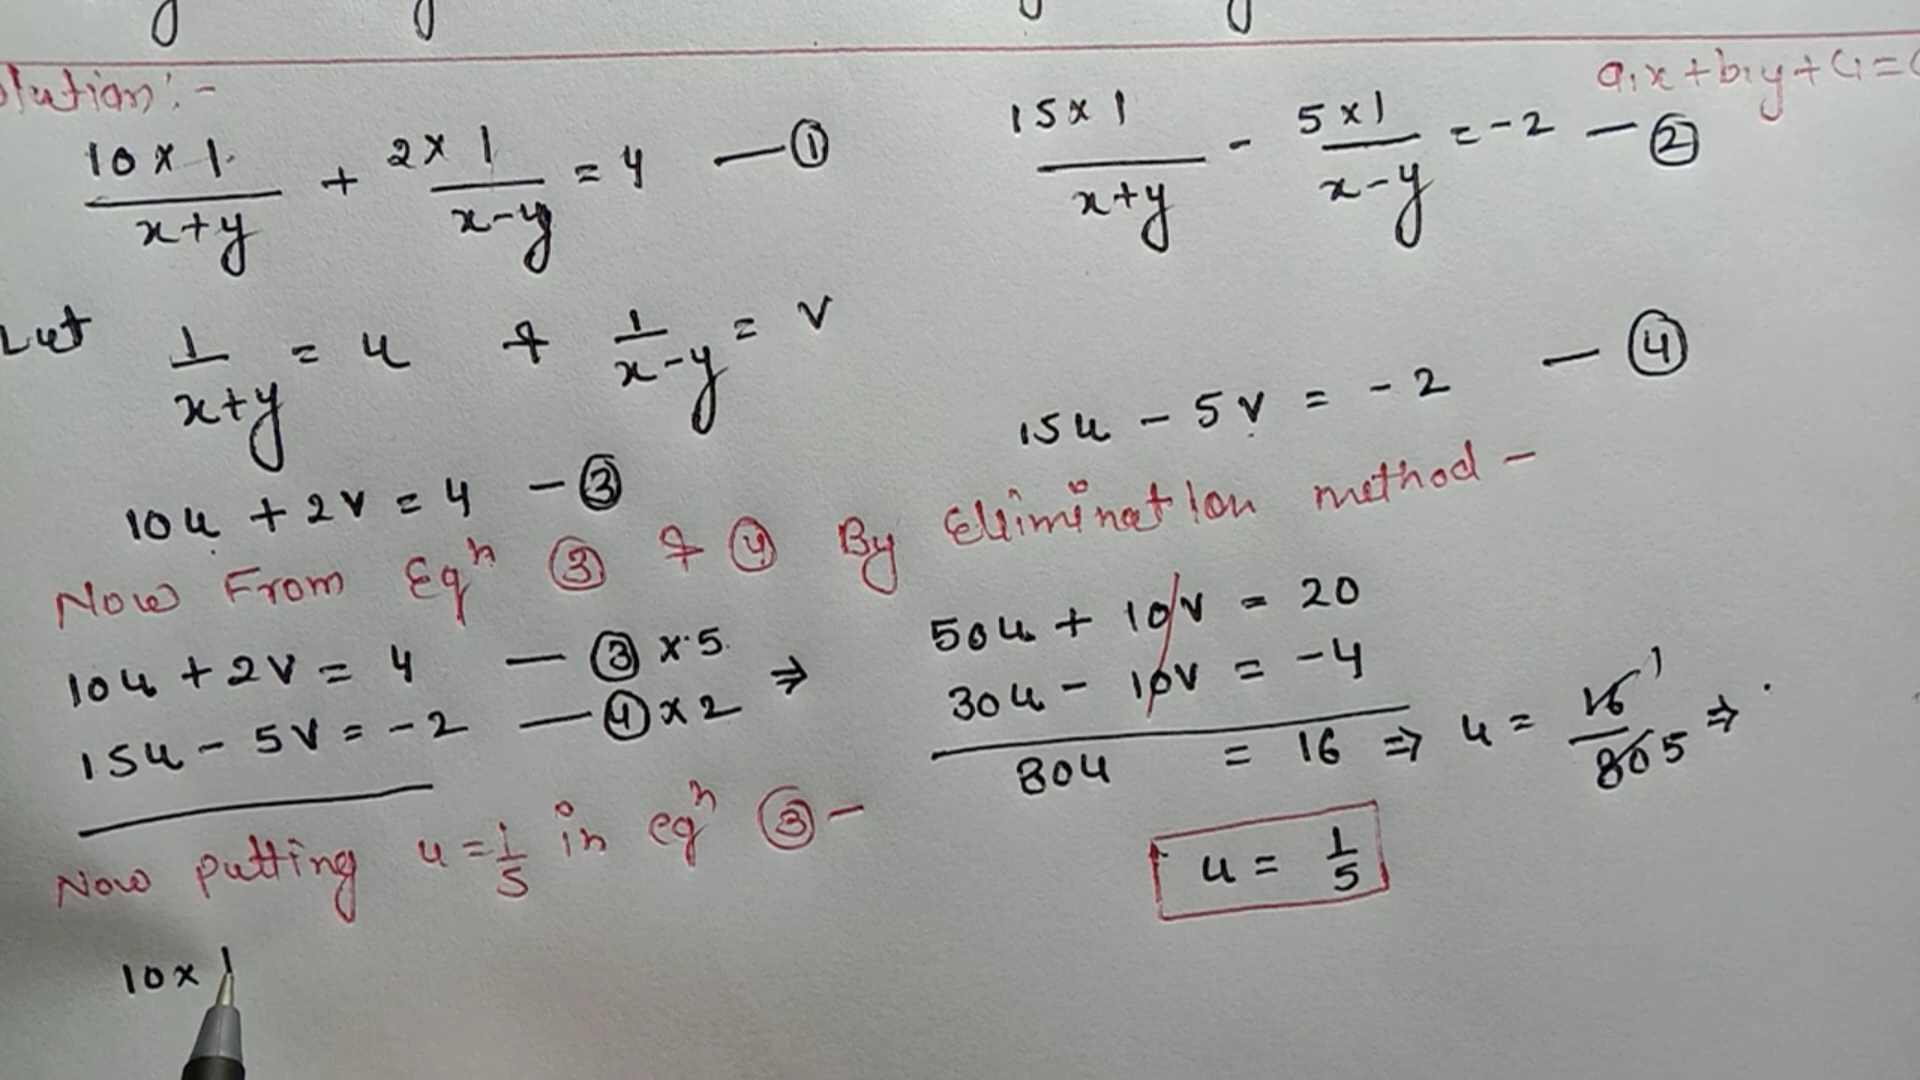 olution:-
a₁x+b₁y+c₁=
10×1/x+y + 2×1/x-y = 4 — ① 15×1/x+y - 5×1/x-y = -2 — ②
Let 1/x+y = u & 1/x-y = v
15u - 5v = -2 — ④
10u + 2v = 4 — ③
Now From Eqⁿ ③ & ④ By Elimination method -
10u + 2v = 4 — ③ × 5 ⇒ 50u + 10v = 20
15u - 5v = -2 — ④ × 2 30u - 10v = -4
80u = 16 ⇒ u = 16 1/80 5 ⇒
Now putting u = 1/5 in eqⁿ ③ -
u = 1/5
10 × 1